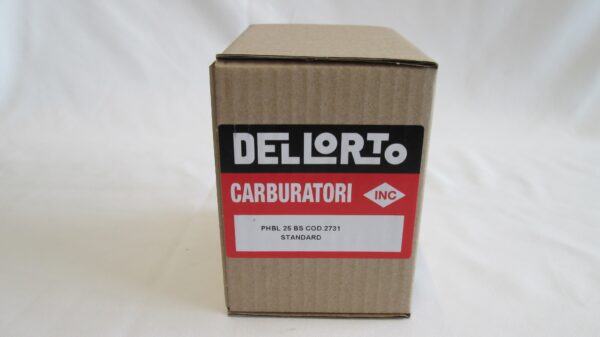 DELLORTO
CARBURATORI INC
PHBL 25 BS COD.2731
STANDARD